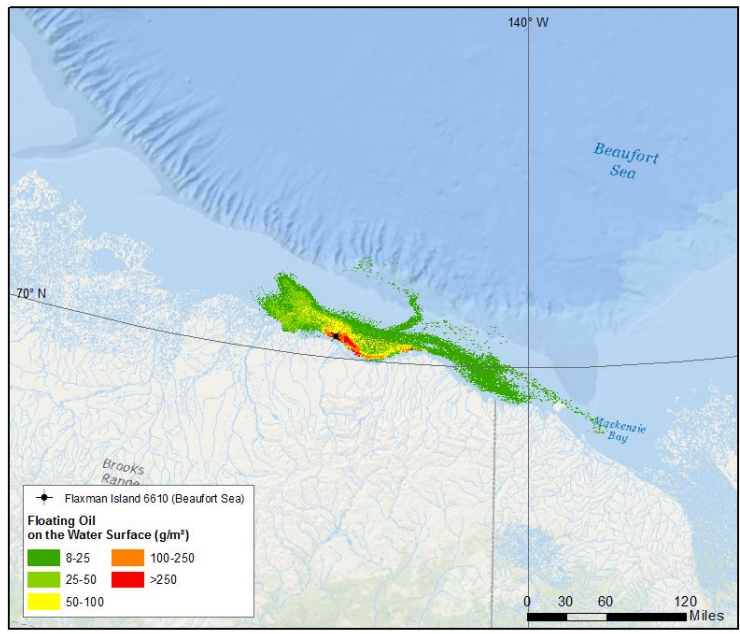 140° W
Beaufort
Sea
70° N
Mackenzie
Bay
Brooks
Range
Flaxman Island 6610 (Beaufort Sea)
Floating Oil
on the Water Surface (g/m²)
8-25
100-250
25-50
>250
50-100
0 30 60 120
Miles